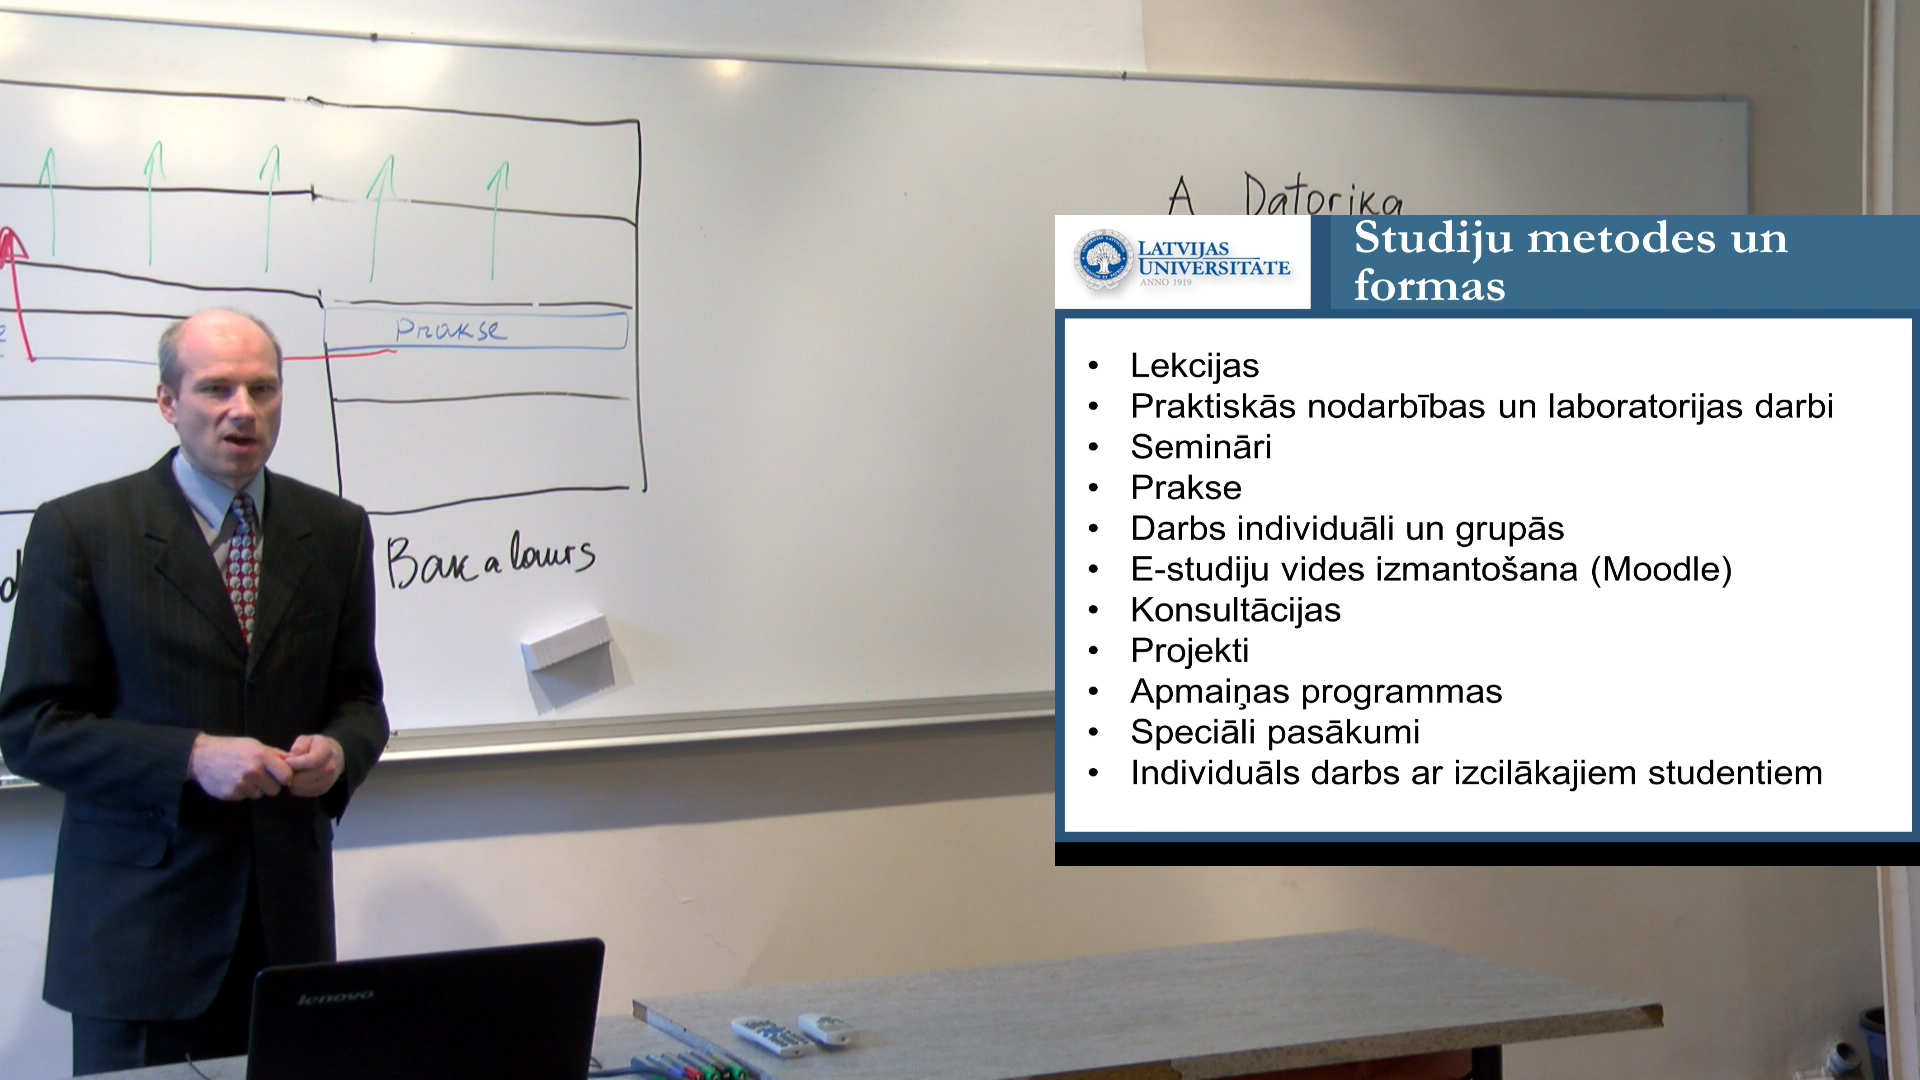 A Datorika
Prakse
Bakalaurs
lenovo
LATVIJAS
UNIVERSITĀTE
ANNO 1919
Studiju metodes un
formas
• Lekcijas
• Praktiskās nodarbības un laboratorijas darbi
• Semināri
• Prakse
• Darbs individuāli un grupās
• E-studiju vides izmantošana (Moodle)
• Konsultācijas
• Projekti
• Apmaiņas programmas
• Speciāli pasākumi
• Individuāls darbs ar izcilākajiem studentiem